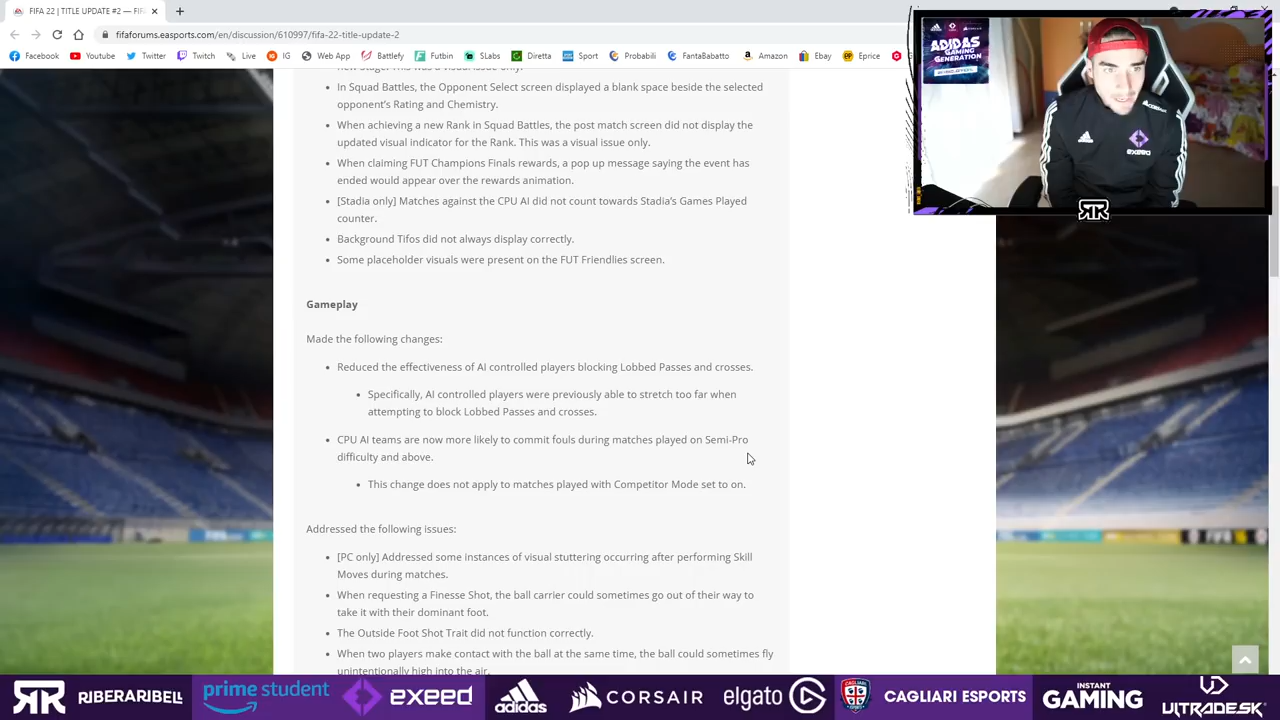 FIFA 22 | TITLE UPDATE #2 — FIF
fifaforums.easports.com/en
610997/fifa-22-title-update-2
Facebook Youtube Twitter Twitch Live IG Web App Battlefy Futbin SLabs Diretta Sport Probabili FantaBabatto Amazon Ebay Eprice
ADIDAS
GAMING
GENERATION
exeed
RR
In Squad Battles, the Opponent Select screen displayed a blank space beside the selected
opponent's Rating and Chemistry.
When achieving a new Rank in Squad Battles, the post match screen did not display the
updated visual indicator for the Rank. This was a visual issue only.
When claiming FUT Champions Finals rewards, a pop up message saying the event has
ended would appear over the rewards animation.
[Stadia only] Matches against the CPU AI did not count towards Stadia's Games Played
counter.
Background Tifos did not always display correctly.
Some placeholder visuals were present on the FUT Friendlies screen.
Gameplay
Made the following changes:
Reduced the effectiveness of AI controlled players blocking Lobbed Passes and crosses.
Specifically, AI controlled players were previously able to stretch too far when
attempting to block Lobbed Passes and crosses.
CPU AI teams are now more likely to commit fouls during matches played on Semi-Pro
difficulty and above.
This change does not apply to matches played with Competitor Mode set to on.
Addressed the following issues:
[PC only] Addressed some instances of visual stuttering occurring after performing Skill
Moves during matches.
When requesting a Finesse Shot, the ball carrier could sometimes go out of their way to
take it with their dominant foot.
The Outside Foot Shot Trait did not function correctly.
When two players make contact with the ball at the same time, the ball could sometimes fly
unintentionally high into the air.
RR RIBERARIBELL prime student exeed adidas CORSAIR elgato CAGLIARI ESPORTS INSTANT GAMING ULTRADESK